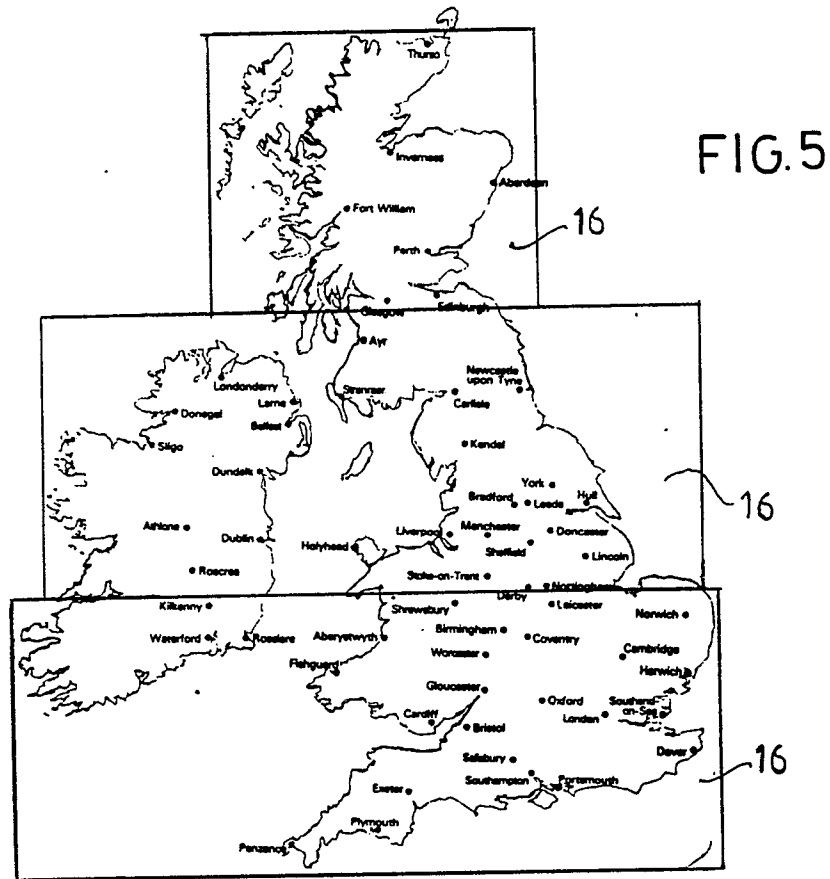 Thurso
FIG.5
Inverness
Aberdeen
Fort William
16
Perth
Glasgow
Edinburgh
Ayr
Newcastle
upon Tyne
Londonderry
Stranraer
Larne
Carlisle
Donegal
Belfast
Sligo
Kendal
Dundalk
York
Bradford
Leeds
Hull
16
Athlone
Dublin
Holyhead
Liverpool
Manchester
Doncaster
Sheffield
Lincoln
Roscrea
Stoke-on-Trent
Derby
Nottingham
Kilkenny
Shrewsbury
Leicester
Norwich
Waterford
Rosslare
Aberystwyth
Birmingham
Coventry
Worcester
Cambridge
Fishguard
Harwich
Gloucester
Oxford
Southend
-on-Sea
London
Cardiff
Bristol
Dover
Salisbury
16
Southampton
Portsmouth
Exeter
Plymouth
Penzance